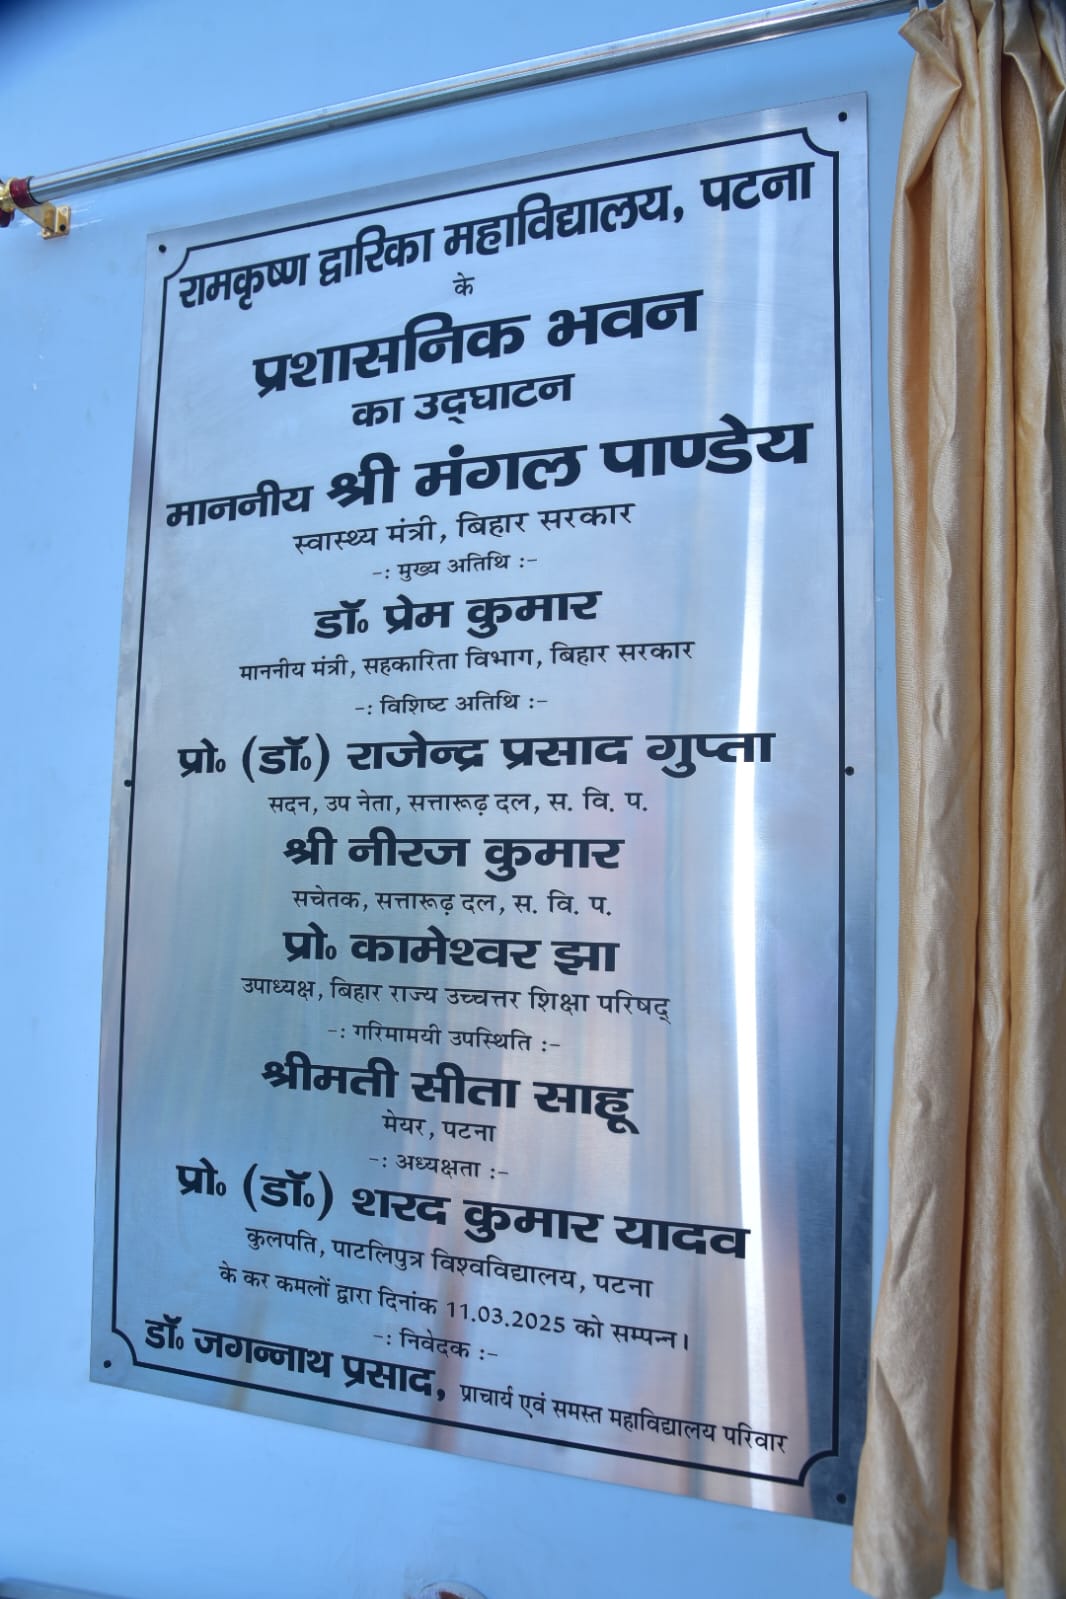 रामकृष्ण द्वारिका महाविद्यालय, पटना
के
प्रशासनिक भवन
का उद्घाटन
माननीय श्री मंगल पाण्डेय
स्वास्थ्य मंत्री, बिहार सरकार
-: मुख्य अतिथि :-
डॉ॰ प्रेम कुमार
माननीय मंत्री, सहकारिता विभाग, बिहार सरकार
-: विशिष्ट अतिथि :-
प्रो॰ (डॉ॰) राजेन्द्र प्रसाद गुप्ता
सदन, उप नेता, सत्तारूढ़ दल, स. वि. प.
श्री नीरज कुमार
सचेतक, सत्तारूढ़ दल, स. वि. प.
प्रो॰ कामेश्वर झा
उपाध्यक्ष, बिहार राज्य उच्चत्तर शिक्षा परिषद्
-: गरिमामयी उपस्थिति :-
श्रीमती सीता साहू
मेयर, पटना
-: अध्यक्षता :-
प्रो॰ (डॉ॰) शरद कुमार यादव
कुलपति, पाटलिपुत्र विश्वविद्यालय, पटना
के कर कमलों द्वारा दिनांक 11.03.2025 को सम्पन्न।
-: निवेदक :-
डॉ॰ जगन्नाथ प्रसाद, प्राचार्य एवं समस्त महाविद्यालय परिवार